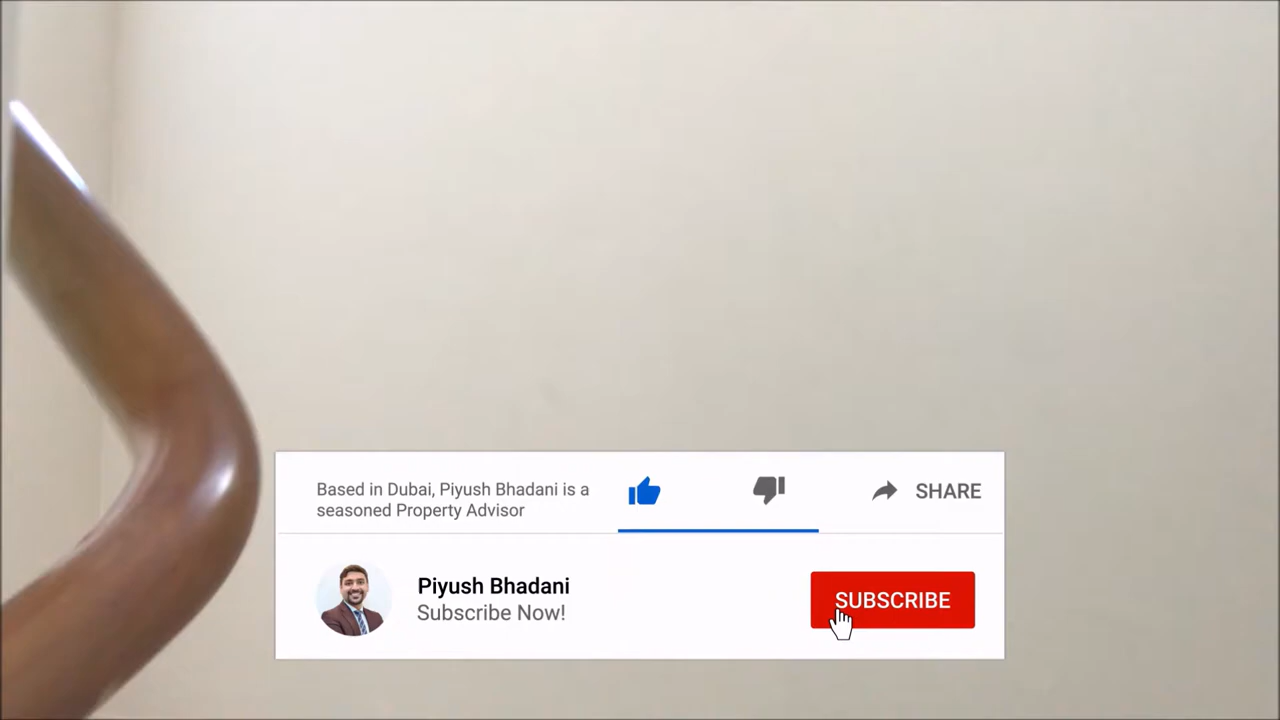 Based in Dubai, Piyush Bhadani is a
seasoned Property Advisor
SHARE
Piyush Bhadani
Subscribe Now!
SUBSCRIBE